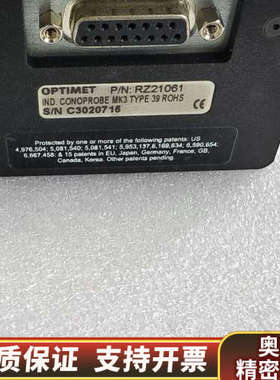 OPTIMET P/N: RZ21061
IND. CONOPROBE MK3 TYPE 39 ROHS
S/N C3020715
CE
Protected by one or more of the following patents: US
4,976,504; 5,081,540; 5,081,541; 5,953,137, 6,169,634; 6,590,654;
6,667,458; & 15 patents in EU, Japan, Germany, France, GB,
Canada, Korea. Other patents pending.
质保证 支持开票
奥
精密